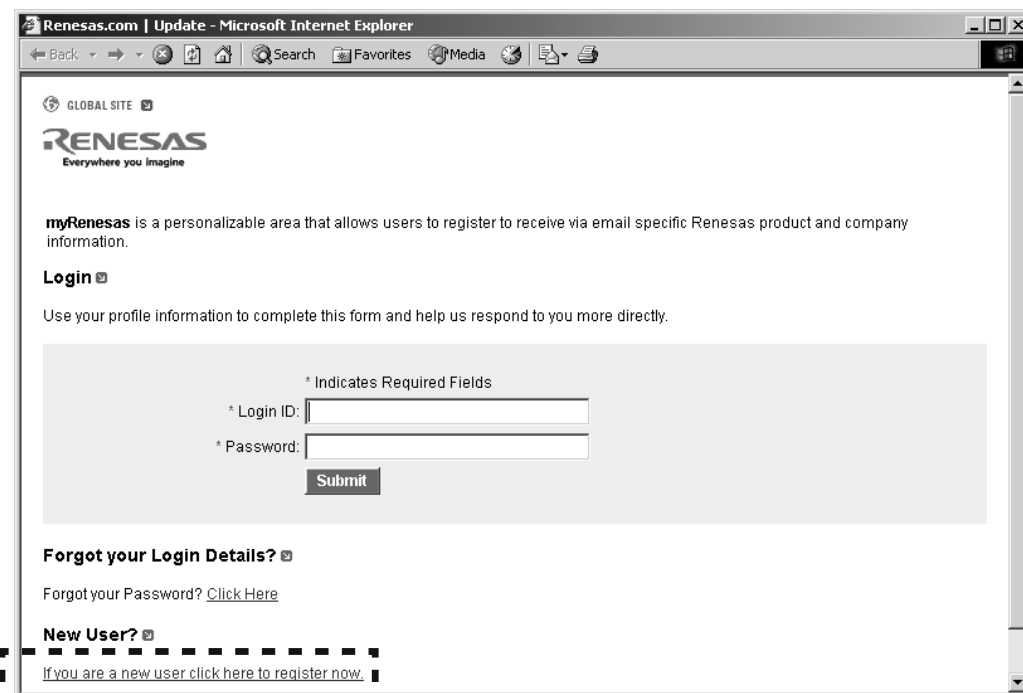 Renesas.com | Update - Microsoft Internet Explorer
Back Search Favorites Media
GLOBAL SITE
RENESAS
Everywhere you imagine
myRenesas is a personalizable area that allows users to register to receive via email specific Renesas product and company
information.
Login
Use your profile information to complete this form and help us respond to you more directly.
* Indicates Required Fields
* Login ID:
* Password:
Submit
Forgot your Login Details?
Forgot your Password? Click Here
New User?
If you are a new user click here to register now.